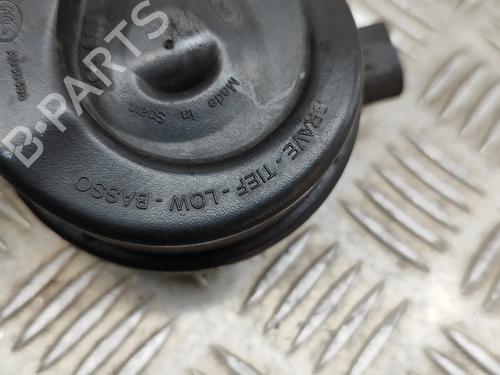 B-PARTS
Made in Spain
GRAVE - TIEF - LOW - BASSO